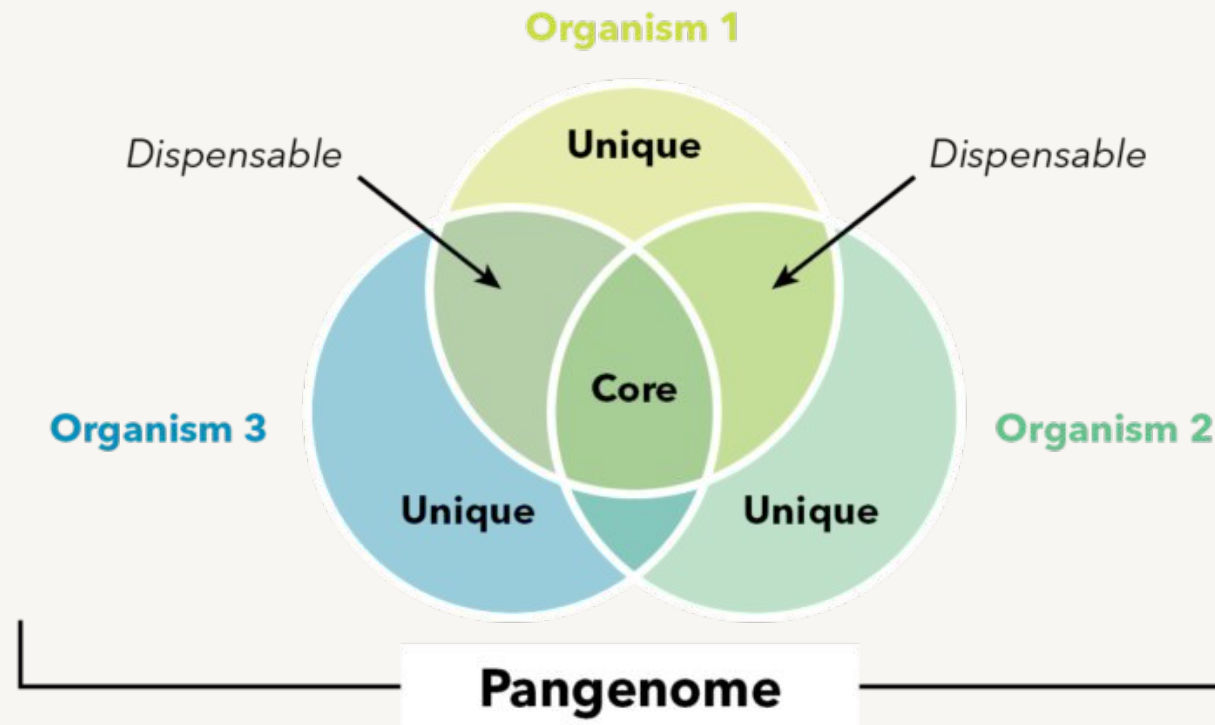 Organism 1
Unique
Dispensable
Dispensable
Core
Organism 3
Organism 2
Unique
Unique
Pangenome